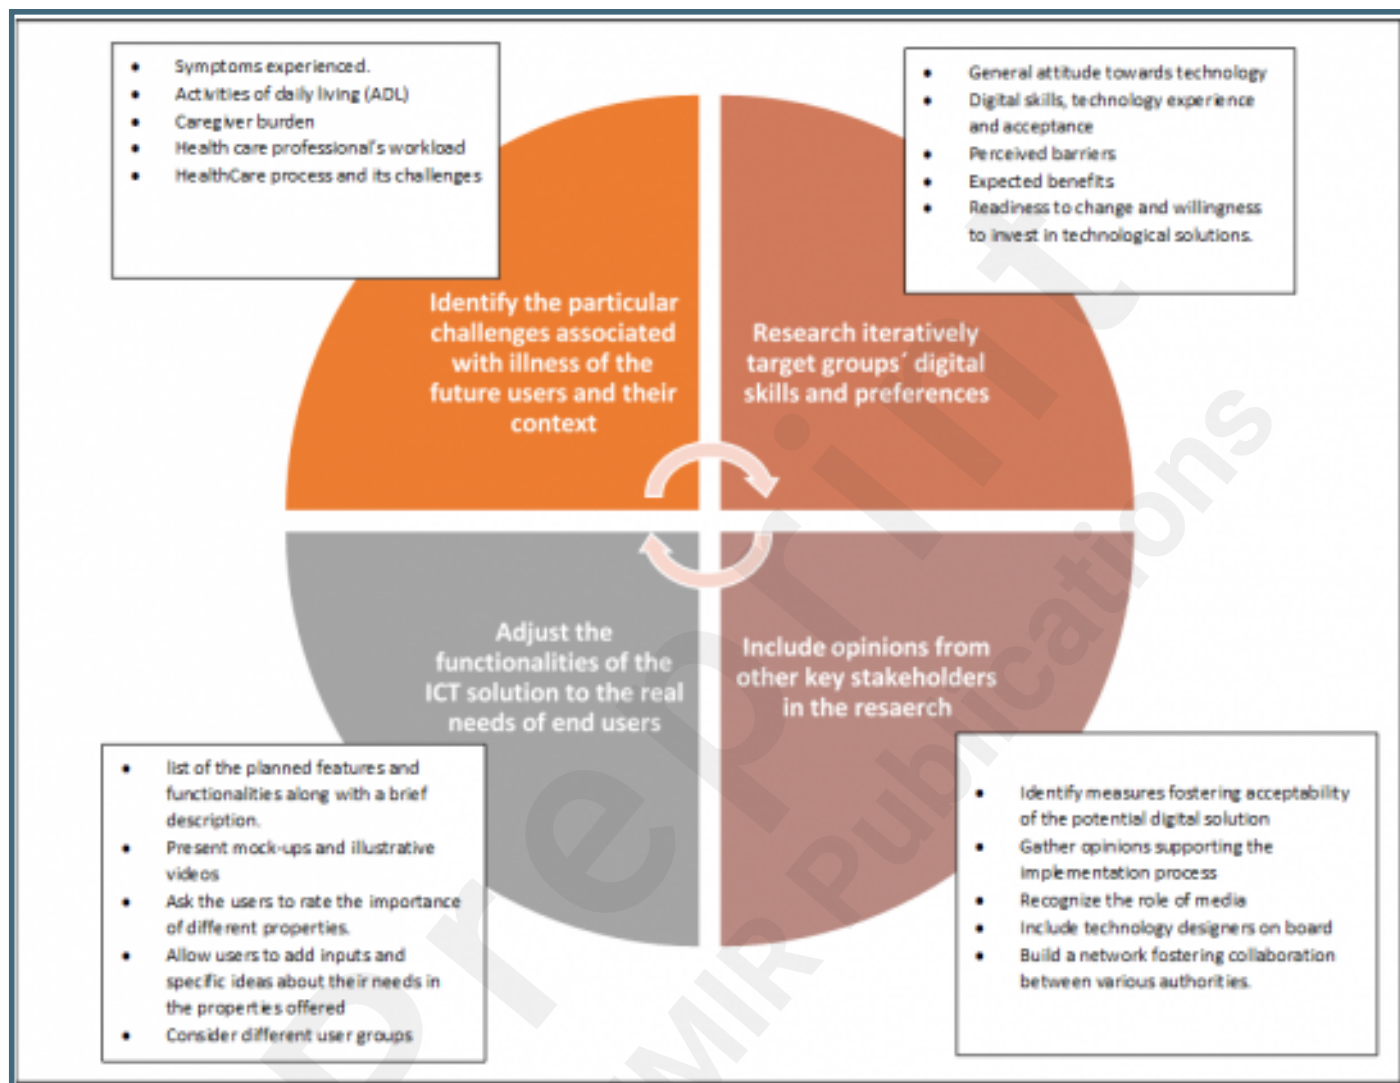 • Symptoms experienced.
• Activities of daily living (ADL)
• Caregiver burden
• Health care professional's workload
• HealthCare process and its challenges
• General attitude towards technology
• Digital skills, technology experience
and acceptance
• Perceived barriers
• Expected benefits
• Readiness to change and willingness
to invest in technological solutions.
Identify the particular
challenges associated
with illness of the
future users and their
context
Research iteratively
target groups´ digital
skills and preferences
Adjust the
functionalities of the
ICT solution to the real
needs of end users
Include opinions from
other key stakeholders
in the resaerch
• list of the planned features and
functionalities along with a brief
description.
• Present mock-ups and illustrative
videos
• Ask the users to rate the importance
of different properties.
• Allow users to add inputs and
specific ideas about their needs in
the properties offered
• Consider different user groups
• Identify measures fostering acceptability
of the potential digital solution
• Gather opinions supporting the
implementation process
• Recognize the role of media
• Include technology designers on board
• Build a network fostering collaboration
between various authorities.
Preprint
JMIR Publications